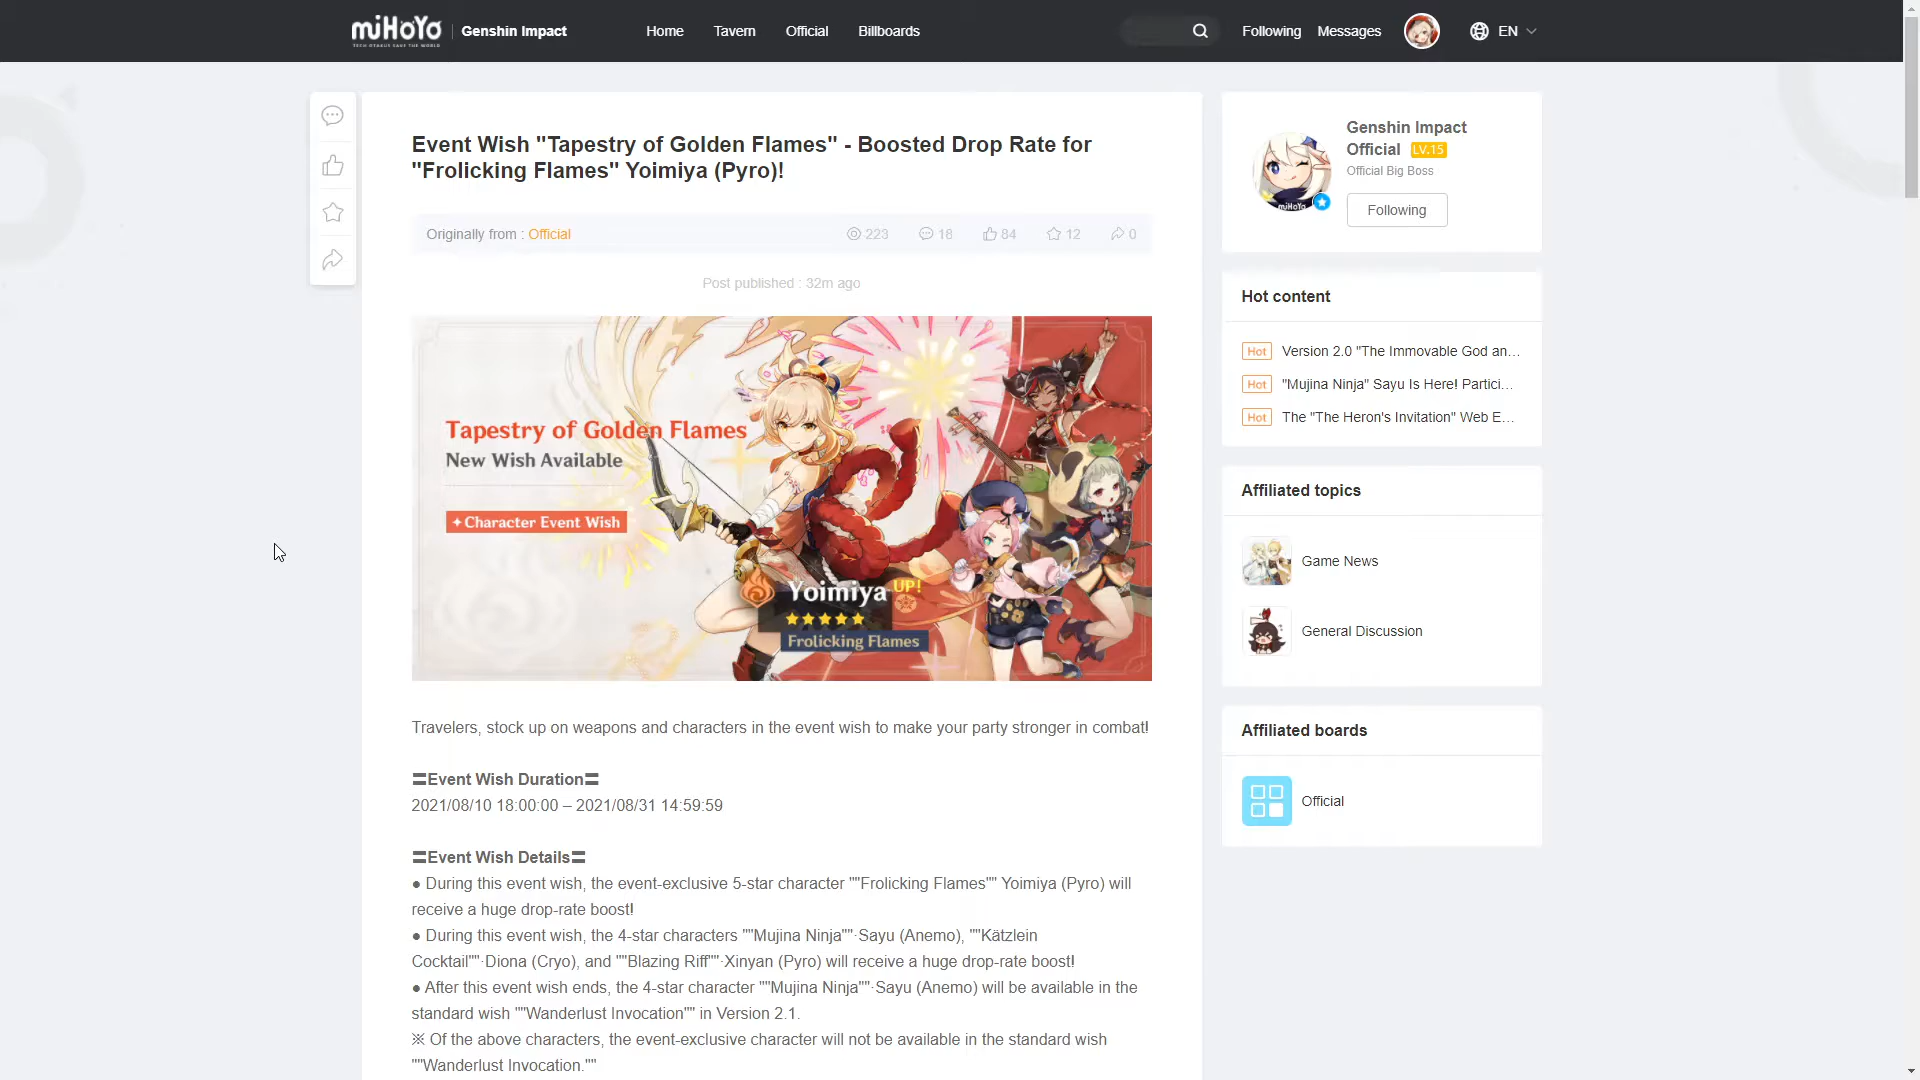 miHoYo
TECH OTAKUS SAVE THE WORLD
Genshin Impact
Home
Tavern
Official
Billboards
Following
Messages
EN
Event Wish "Tapestry of Golden Flames" - Boosted Drop Rate for
"Frolicking Flames" Yoimiya (Pyro)!
Originally from : Official
223
18
84
12
0
Post published : 32m ago
Tapestry of Golden Flames
New Wish Available
Character Event Wish
Yoimiya UP!
Frolicking Flames
Travelers, stock up on weapons and characters in the event wish to make your party stronger in combat!
〓Event Wish Duration〓
2021/08/10 18:00:00 – 2021/08/31 14:59:59
〓Event Wish Details〓
● During this event wish, the event-exclusive 5-star character ""Frolicking Flames"" Yoimiya (Pyro) will
receive a huge drop-rate boost!
● During this event wish, the 4-star characters ""Mujina Ninja""·Sayu (Anemo), ""Kätzlein
Cocktail""·Diona (Cryo), and ""Blazing Riff""·Xinyan (Pyro) will receive a huge drop-rate boost!
● After this event wish ends, the 4-star character ""Mujina Ninja""·Sayu (Anemo) will be available in the
standard wish ""Wanderlust Invocation"" in Version 2.1.
※ Of the above characters, the event-exclusive character will not be available in the standard wish
""Wanderlust Invocation.""
Genshin Impact
Official LV.15
Official Big Boss
miHoYo
Following
Hot content
Hot Version 2.0 "The Immovable God an...
Hot "Mujina Ninja" Sayu Is Here! Partici...
Hot The "The Heron's Invitation" Web E...
Affiliated topics
Game News
General Discussion
Affiliated boards
Official